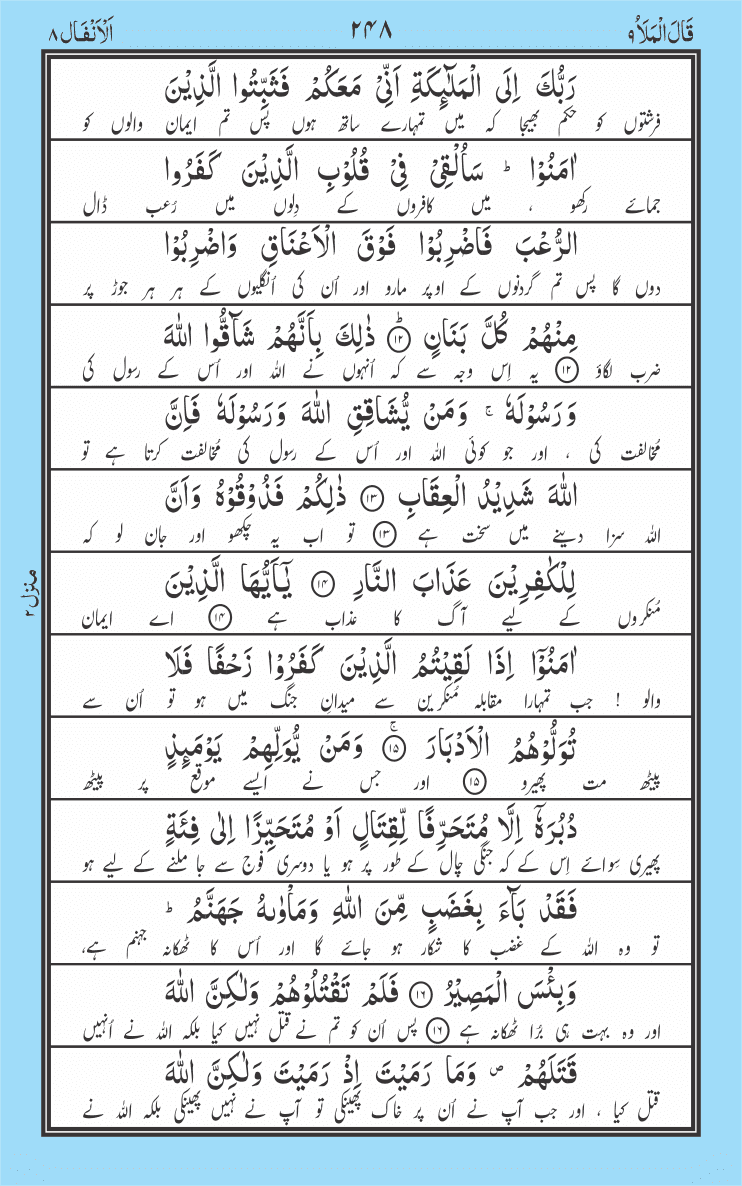 قَالَ الْمَلَاُ ۹
۲۴۸
اَلْاَنْفَال ۸
رَبُّكَ اِلَى الْمَلٰٓئِكَةِ اَنِّیْ مَعَكُمْ فَثَبِّتُوا الَّذِیْنَ
فرشتوں کو حکم بھیجا کہ میں تمہارے ساتھ ہوں پس تم ایمان والوں کو
اٰمَنُوْا ؕ سَاُلْقِیْ فِیْ قُلُوْبِ الَّذِیْنَ كَفَرُوا
جمائے رکھو ، میں کافروں کے دِلوں میں رُعب ڈال
الرُّعْبَ فَاضْرِبُوْا فَوْقَ الْاَعْنَاقِ وَاضْرِبُوْا
دوں گا پس تم گردنوں کے اوپر مارو اور اُن کی اُنگلیوں کے ہر ہر جوڑ پر
مِنْهُمْ كُلَّ بَنَانٍ ؕ۝۱۲ ذٰلِكَ بِاَنَّهُمْ شَآقُّوا اللّٰهَ
ضرب لگاؤ ۝۱۲ یہ اِس وجہ سے کہ اُنہوں نے اللہ اور اُس کے رسول کی
وَرَسُوْلَهٗ ۚ وَمَنْ یُّشَاقِقِ اللّٰهَ وَرَسُوْلَهٗ فَاِنَّ
مُخالفت کی ، اور جو کوئی اللہ اور اُس کے رسول کی مُخالفت کرتا ہے تو
اللّٰهَ شَدِیْدُ الْعِقَابِ ۝۱۳ ذٰلِكُمْ فَذُوْقُوْهُ وَاَنَّ
اللہ سزا دینے میں سخت ہے ۝۱۳ تو اب یہ چکھو اور جان لو کہ
لِلْكٰفِرِیْنَ عَذَابَ النَّارِ ۝۱۴ یٰۤاَیُّهَا الَّذِیْنَ
مُنکروں کے لیے آگ کا عذاب ہے ۝۱۴ اے ایمان
اٰمَنُوْۤا اِذَا لَقِیْتُمُ الَّذِیْنَ كَفَرُوْا زَحْفًا فَلَا
والو ! جب تمہارا مقابلہ مُنکرین سے میدانِ جنگ میں ہو تو اُن سے
تُوَلُّوْهُمُ الْاَدْبَارَ ۚ۝۱۵ وَمَنْ یُّوَلِّهِمْ یَوْمَئِذٍ
پیٹھ مت پھیرو ۝۱۵ اور جس نے ایسے موقع پر پیٹھ
دُبُرَهٗۤ اِلَّا مُتَحَرِّفًا لِّقِتَالٍ اَوْ مُتَحَیِّزًا اِلٰى فِئَةٍ
پھیری سِوائے اِس کے کہ جنگی چال کے طور پر ہو یا دوسری فوج سے جا ملنے کے لیے ہو
فَقَدْ بَآءَ بِغَضَبٍ مِّنَ اللّٰهِ وَمَاْوٰىهُ جَهَنَّمُ ؕ
تو وہ اللہ کے غضب کا شکار ہو جائے گا اور اُس کا ٹھکانہ جہنم ہے،
وَبِئْسَ الْمَصِیْرُ ۝۱۶ فَلَمْ تَقْتُلُوْهُمْ وَلٰكِنَّ اللّٰهَ
اور وہ بہت ہی بُرا ٹھکانہ ہے ۝۱۶ پس اُن کو تم نے قتل نہیں کیا بلکہ اللہ نے اُنہیں
قَتَلَهُمْ ۪ وَمَا رَمَیْتَ اِذْ رَمَیْتَ وَلٰكِنَّ اللّٰهَ
قتل کیا ، اور جب آپ نے اُن پر خاک پھینکی تو آپ نے نہیں پھینکی بلکہ اللہ نے
منزل ۲